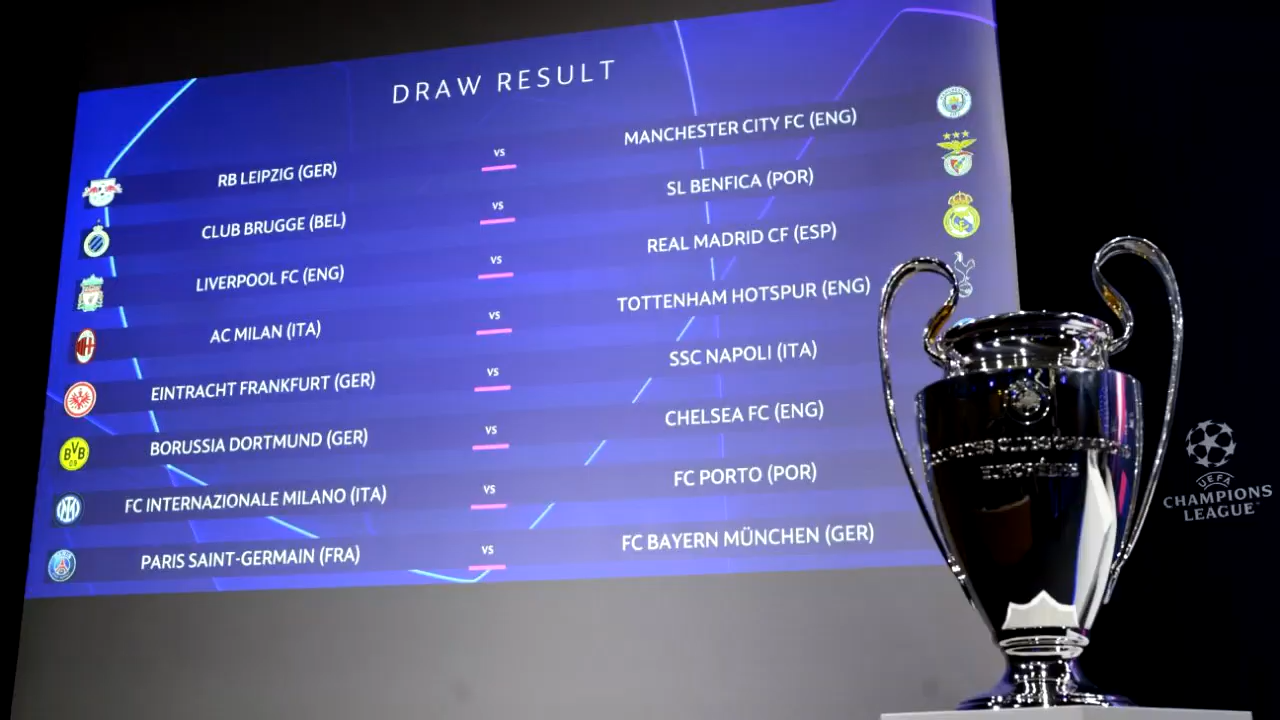 DRAW RESULT
RB LEIPZIG (GER) VS MANCHESTER CITY FC (ENG)
CLUB BRUGGE (BEL) VS SL BENFICA (POR)
LIVERPOOL FC (ENG) VS REAL MADRID CF (ESP)
AC MILAN (ITA) VS TOTTENHAM HOTSPUR (ENG)
EINTRACHT FRANKFURT (GER) VS SSC NAPOLI (ITA)
BORUSSIA DORTMUND (GER) VS CHELSEA FC (ENG)
FC INTERNAZIONALE MILANO (ITA) VS FC PORTO (POR)
PARIS SAINT-GERMAIN (FRA) VS FC BAYERN MÜNCHEN (GER)
BVB
09
UEFA
CHAMPIONS
LEAGUE